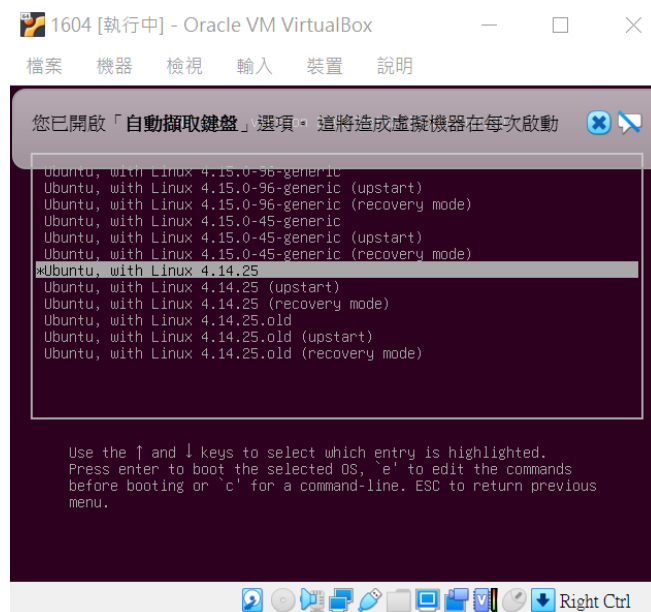 1604 [執行中] - Oracle VM VirtualBox
檔案 機器 檢視 輸入 裝置 說明
您已開啟「自動擷取鍵盤」選項。 這將造成虛擬機器在每次啟動
Ubuntu, with Linux 4.15.0-96-generic
Ubuntu, with Linux 4.15.0-96-generic (upstart)
Ubuntu, with Linux 4.15.0-96-generic (recovery mode)
Ubuntu, with Linux 4.15.0-45-generic
Ubuntu, with Linux 4.15.0-45-generic (upstart)
Ubuntu, with Linux 4.15.0-45-generic (recovery mode)
*Ubuntu, with Linux 4.14.25
Ubuntu, with Linux 4.14.25 (upstart)
Ubuntu, with Linux 4.14.25 (recovery mode)
Ubuntu, with Linux 4.14.25.old
Ubuntu, with Linux 4.14.25.old (upstart)
Ubuntu, with Linux 4.14.25.old (recovery mode)
Use the ↑ and ↓ keys to select which entry is highlighted.
Press enter to boot the selected OS, `e' to edit the commands
before booting or `c' for a command-line. ESC to return previous
menu.
Right Ctrl